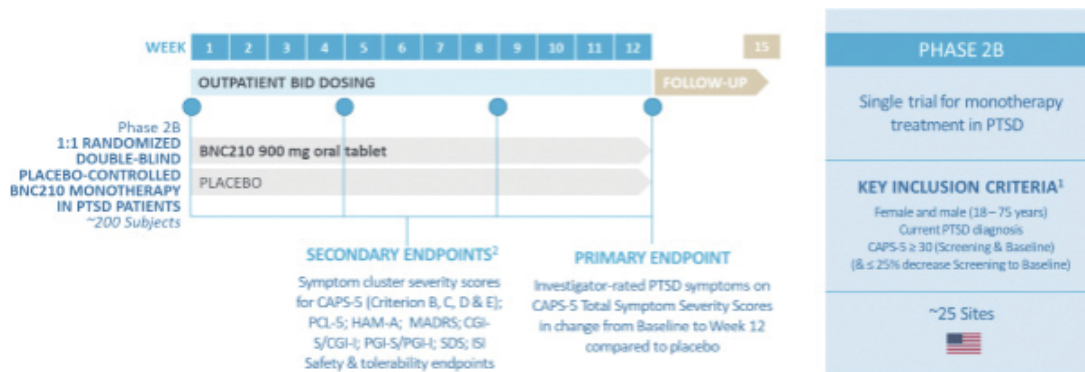 WEEK 1 2 3 4 5 6 7 8 9 10 11 12 15
OUTPATIENT BID DOSING FOLLOW-UP
Phase 2B
1:1 RANDOMIZED
DOUBLE-BLIND
PLACEBO-CONTROLLED
BNC210 MONOTHERAPY
IN PTSD PATIENTS
~200 Subjects
BNC210 900 mg oral tablet
PLACEBO
SECONDARY ENDPOINTS²
Symptom cluster severity scores
for CAPS-5 (Criterion B, C, D & E);
PCL-5; HAM-A; MADRS; CGI-
S/CGI-I; PGI-S/PGI-I; SDS; ISI
Safety & tolerability endpoints
PRIMARY ENDPOINT
Investigator-rated PTSD symptoms on
CAPS-5 Total Symptom Severity Scores
in change from Baseline to Week 12
compared to placebo
PHASE 2B
Single trial for monotherapy
treatment in PTSD
KEY INCLUSION CRITERIA¹
Female and male (18 – 75 years)
Current PTSD diagnosis
CAPS-5 ≥ 30 (Screening & Baseline)
(& ≤ 25% decrease Screening to Baseline)
~25 Sites